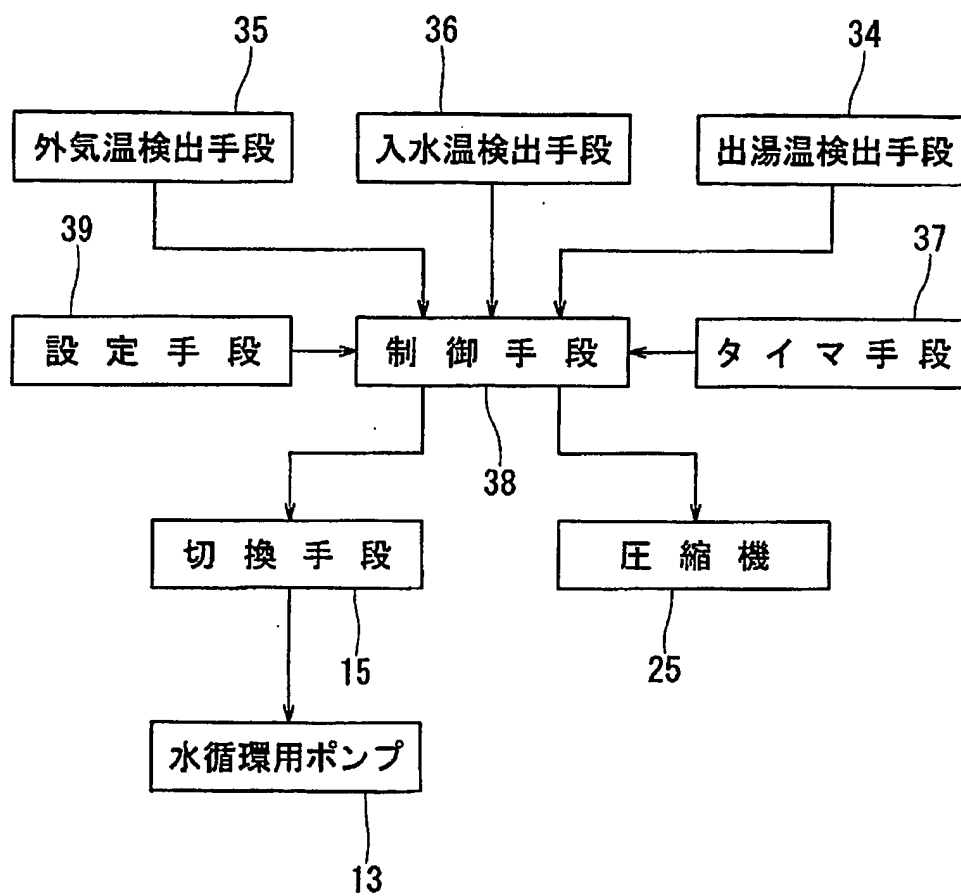 35
36
34
外気温検出手段
入水温検出手段
出湯温検出手段
39
37
設定手段
制御手段
タイマ手段
38
切換手段
圧縮機
15
25
水循環用ポンプ
13